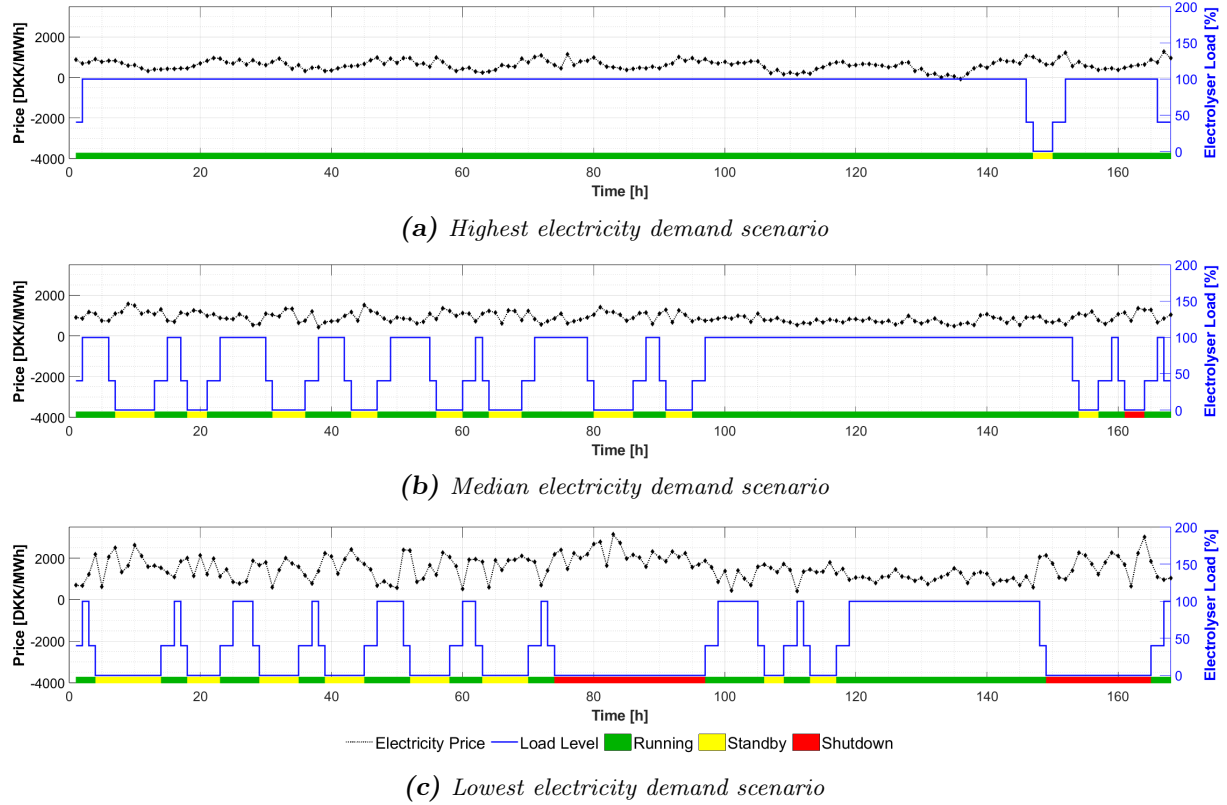 200
2000
150
0
100
-2000
50
-4000
0
Price [DKK/MWh]
Electrolyser Load [%]
0 20 40 60 80 100 120 140 160
Time [h]
(a) Highest electricity demand scenario
200
2000
150
0
100
-2000
50
-4000
0
Price [DKK/MWh]
Electrolyser Load [%]
0 20 40 60 80 100 120 140 160
Time [h]
(b) Median electricity demand scenario
200
2000
150
0
100
-2000
50
-4000
0
Price [DKK/MWh]
Electrolyser Load [%]
0 20 40 60 80 100 120 140 160
Time [h]
Electricity Price Load Level Running Standby Shutdown
(c) Lowest electricity demand scenario